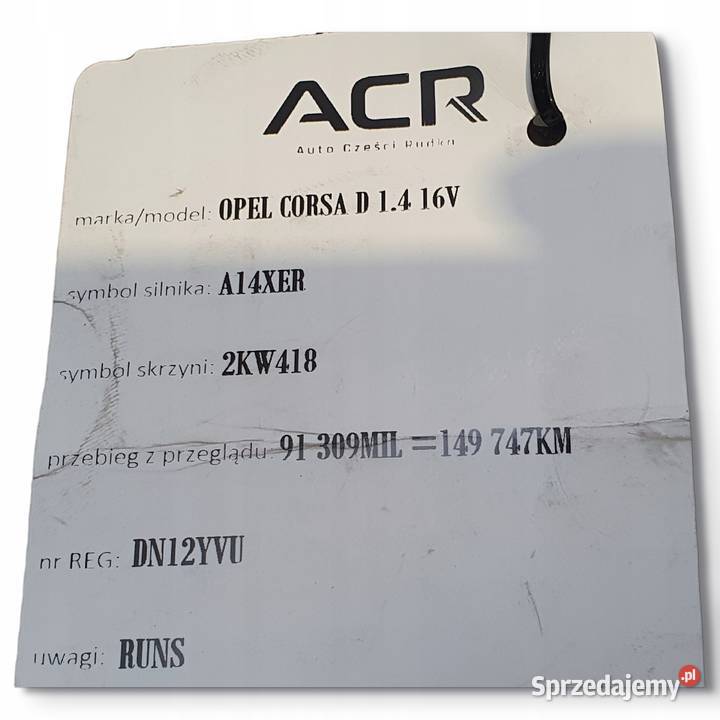 ACR
Auto Części Rudka
marka/model: OPEL CORSA D 1.4 16V
symbol silnika: A14XER
symbol skrzyni: 2KW418
przebieg z przeglądu: 91 309MIL =149 747KM
nr REG: DN12YVU
uwagi: RUNS
Sprzedajemy.pl